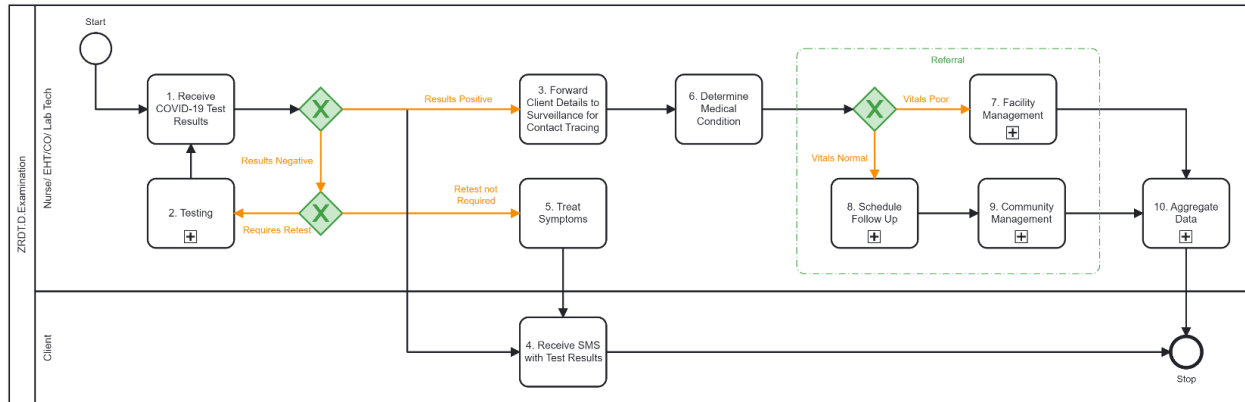 ZRDT.D.Examination
Nurse/ EHT/CO/ Lab Tech
Client
Start
1. Receive
COVID-19 Test
Results
X
Results Positive
Results Negative
2. Testing
Requires Retest
X
Retest not
Required
3. Forward
Client Details to
Surveillance for
Contact Tracing
5. Treat
Symptoms
4. Receive SMS
with Test Results
6. Determine
Medical
Condition
Referral
X
Vitals Poor
Vitals Normal
7. Facility
Management
8. Schedule
Follow Up
9. Community
Management
10. Aggregate
Data
Stop